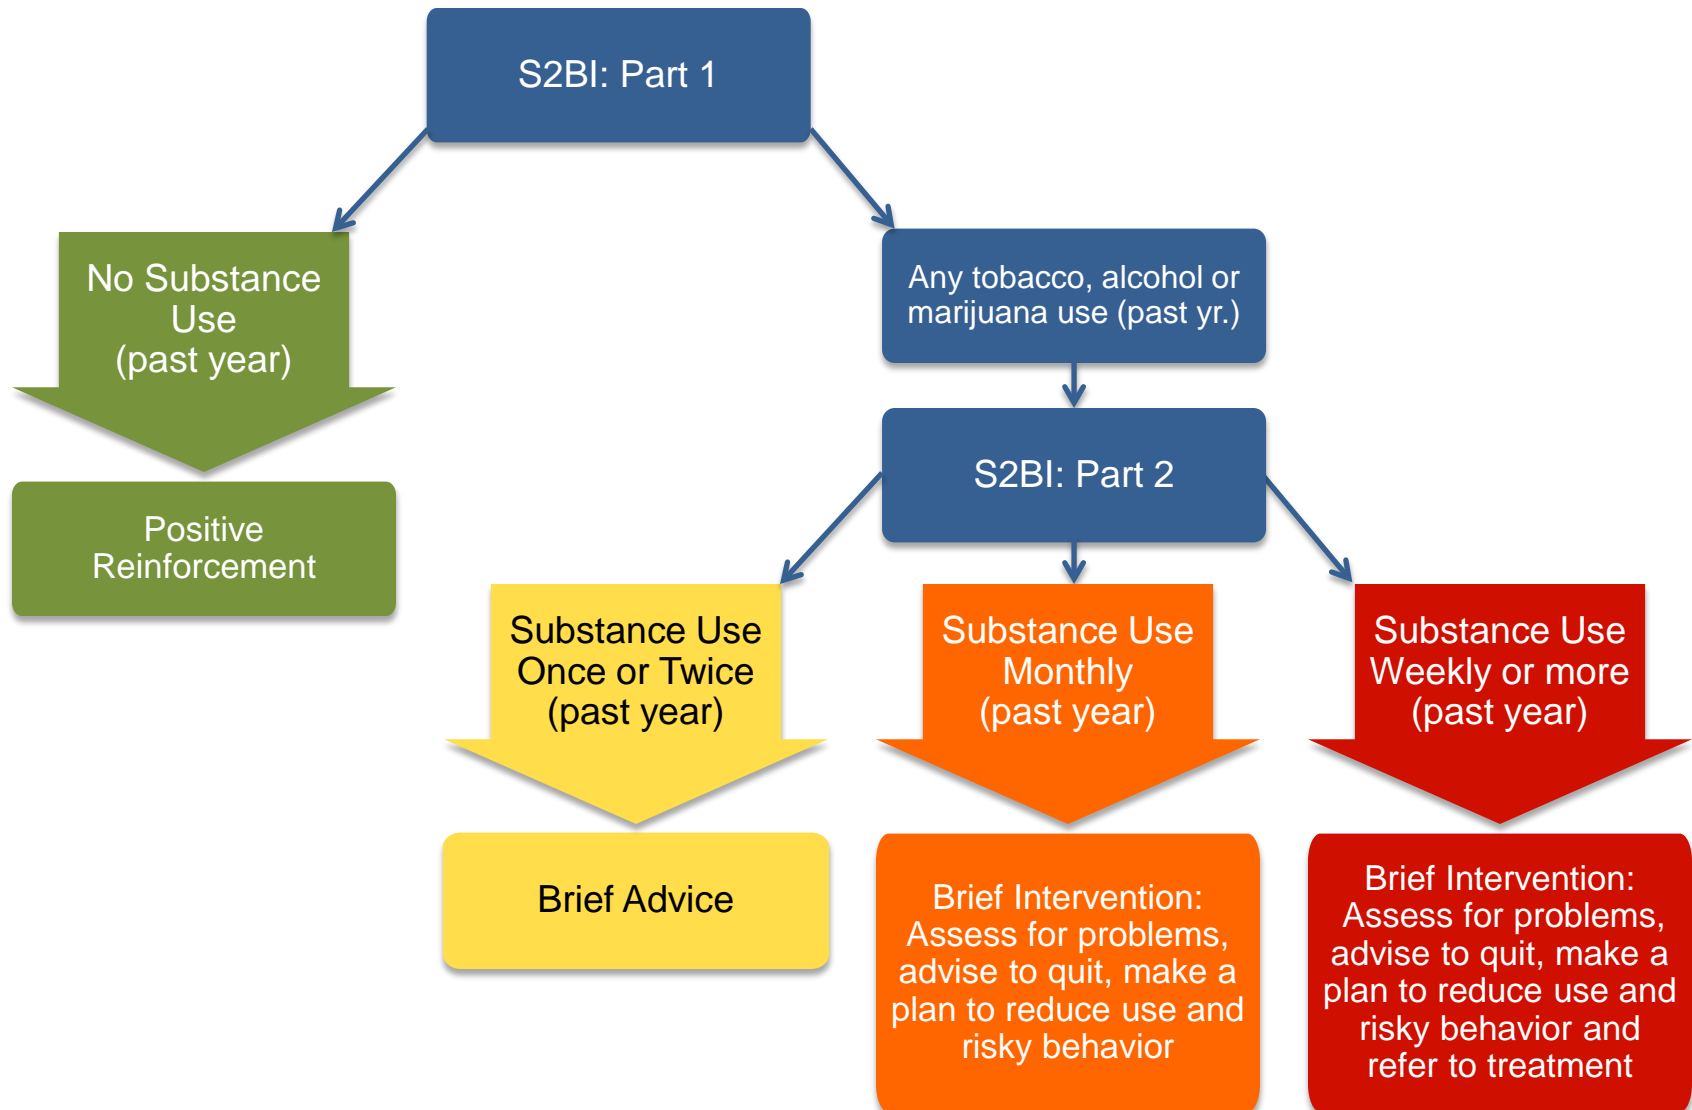 S2BI: Part 1
No Substance
Use
(past year)
Any tobacco, alcohol or
marijuana use (past yr.)
S2BI: Part 2
Positive
Reinforcement
Substance Use
Once or Twice
(past year)
Substance Use
Monthly
(past year)
Substance Use
Weekly or more
(past year)
Brief Advice
Brief Intervention:
Assess for problems,
advise to quit, make a
plan to reduce use and
risky behavior
Brief Intervention:
Assess for problems,
advise to quit, make a
plan to reduce use and
risky behavior and
refer to treatment